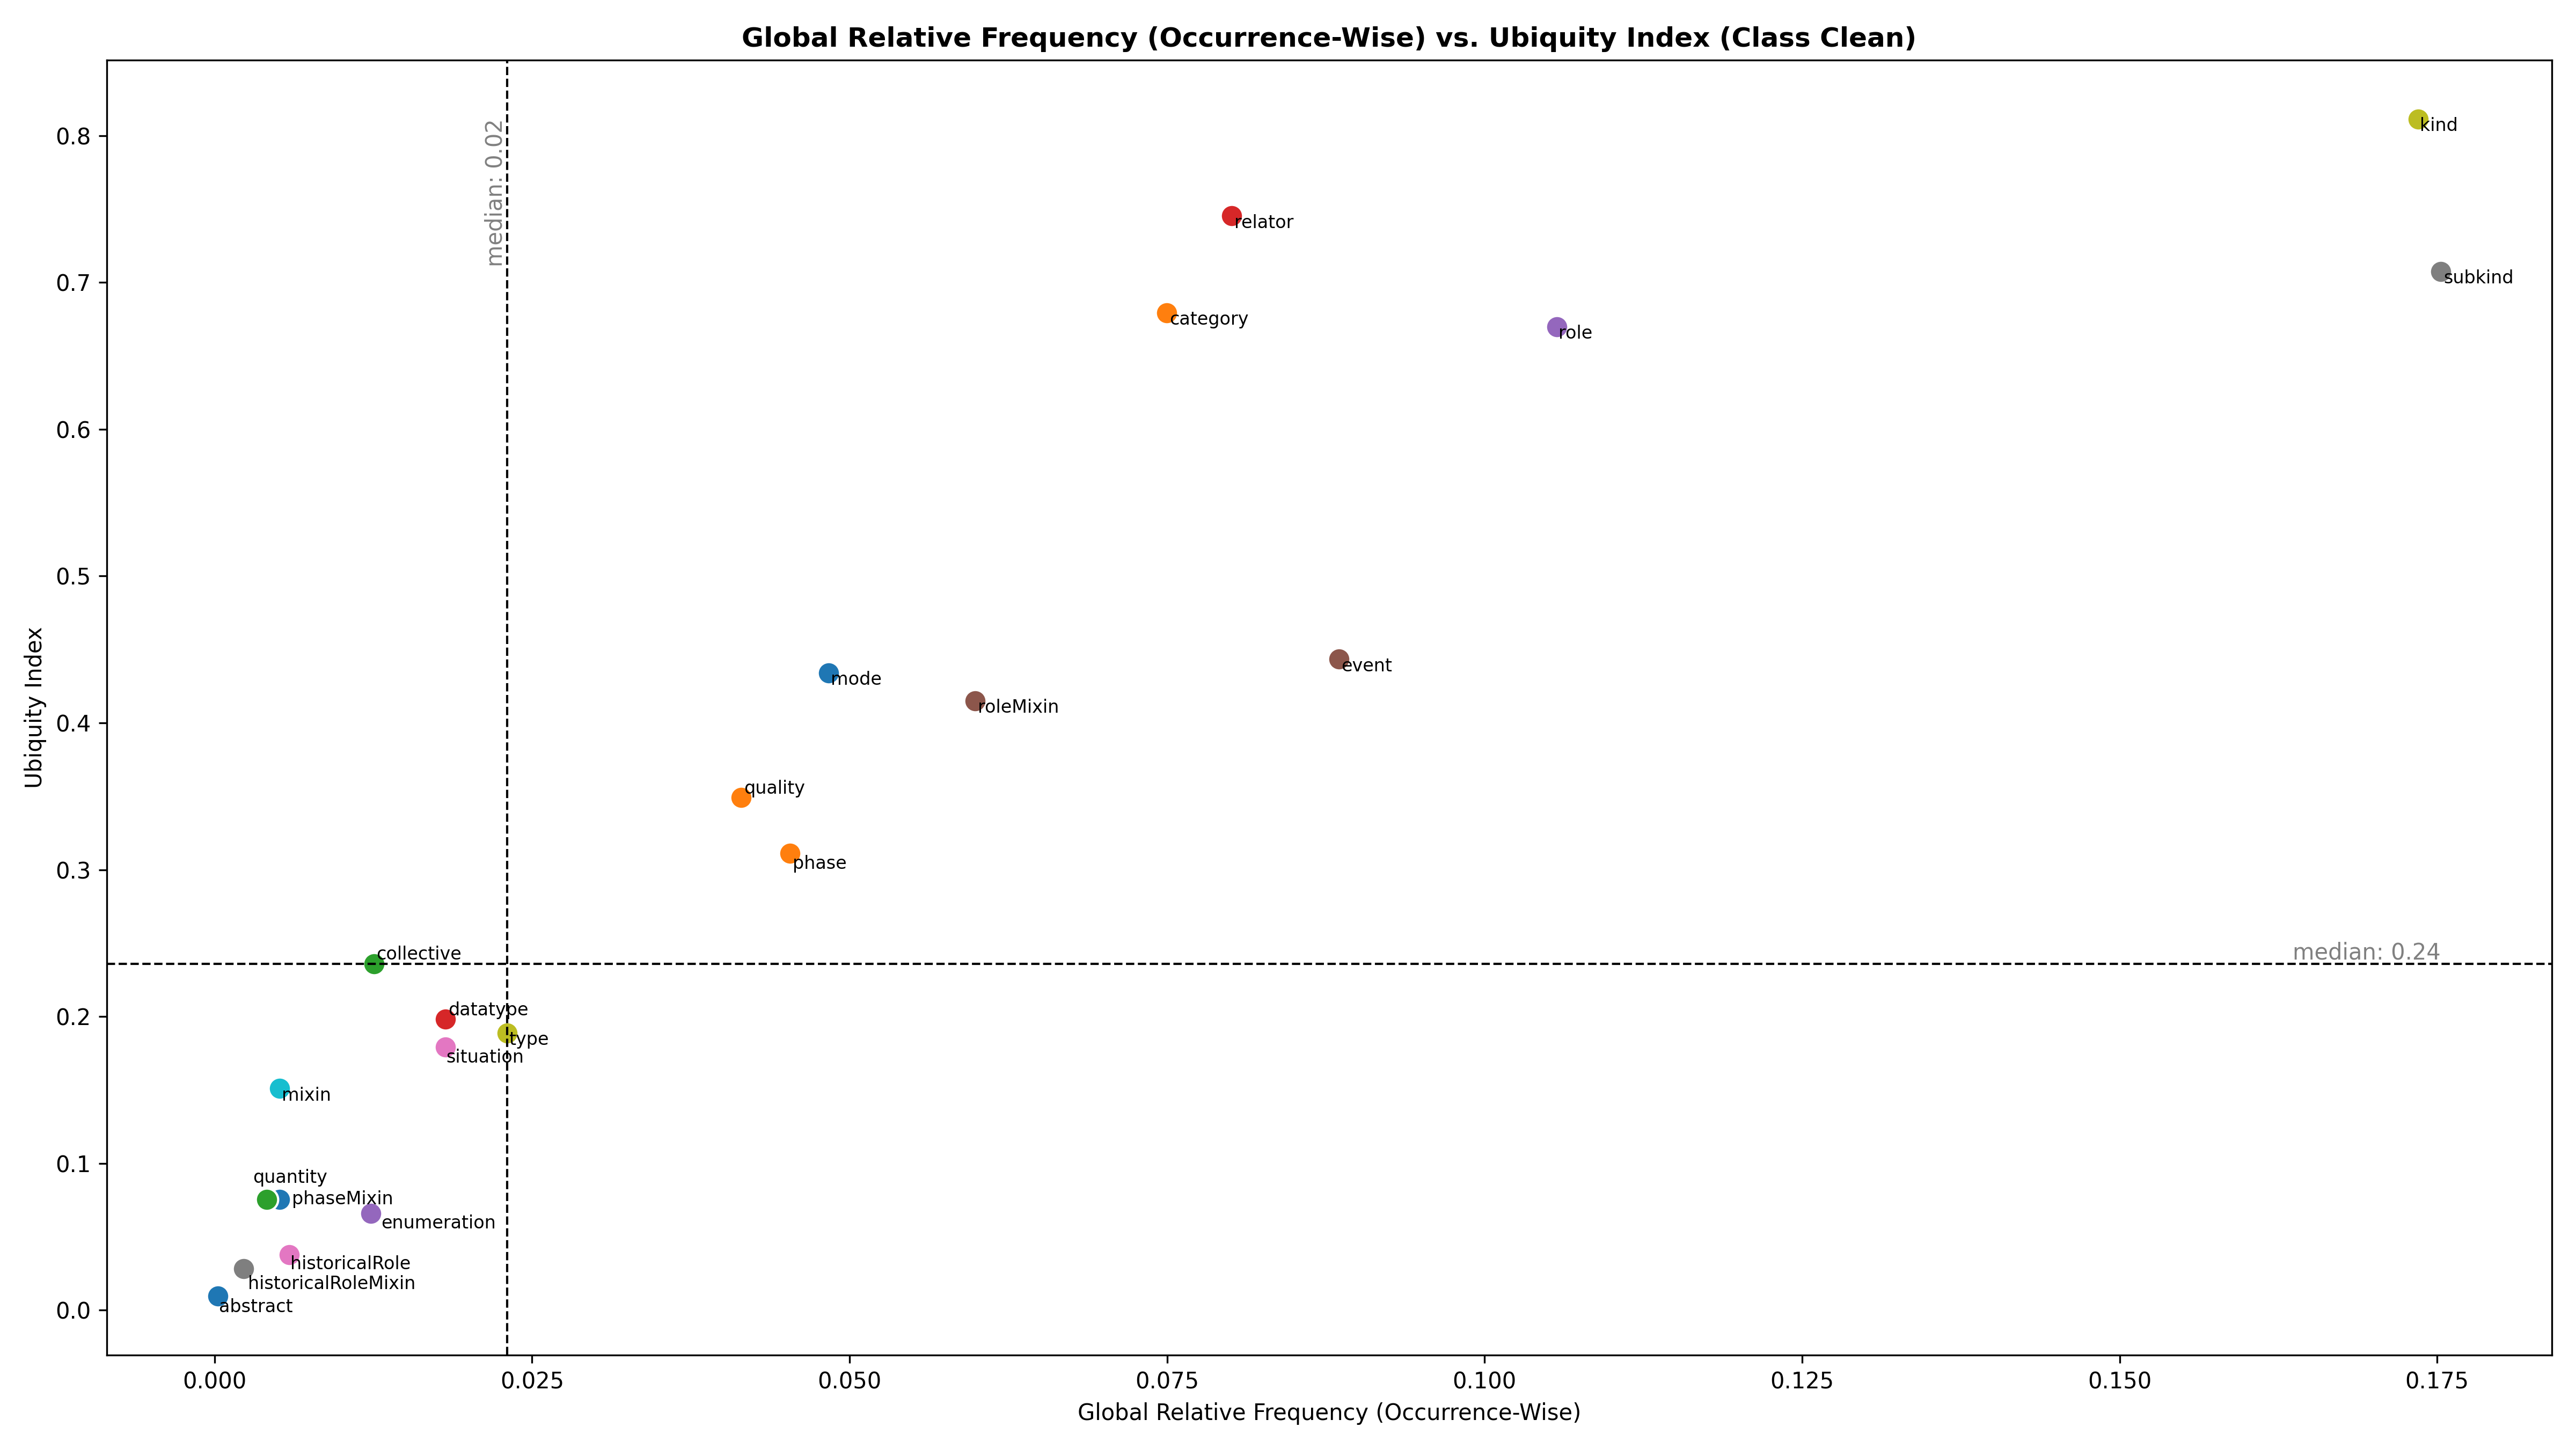 Global Relative Frequency (Occurrence-Wise) vs. Ubiquity Index (Class Clean)
median: 0.02
kind
relator
subkind
category
role
event
mode
roleMixin
quality
phase
collective
median: 0.24
datatype
type
situation
mixin
quantity
phaseMixin
enumeration
historicalRole
historicalRoleMixin
abstract
0.8
0.7
0.6
0.5
0.4
0.3
0.2
0.1
0.0
Ubiquity Index
0.000 0.025 0.050 0.075 0.100 0.125 0.150 0.175
Global Relative Frequency (Occurrence-Wise)